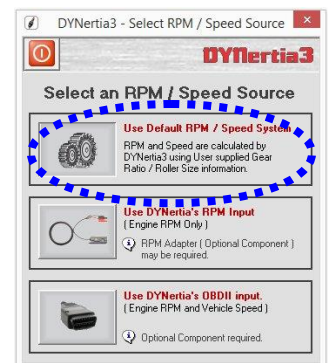 DYNertia3 - Select RPM / Speed Source
DYNertia3
Select an RPM / Speed Source
Use Default RPM / Speed System
RPM and Speed are calculated by
DYNertia3 using User supplied Gear
Ratio / Roller Size information.
Use DYNertia's RPM Input
( Engine RPM Only )
RPM Adapter ( Optional Component )
may be required.
Use DYNertia's OBDII input.
( Engine RPM and Vehicle Speed )
Optional Component required.